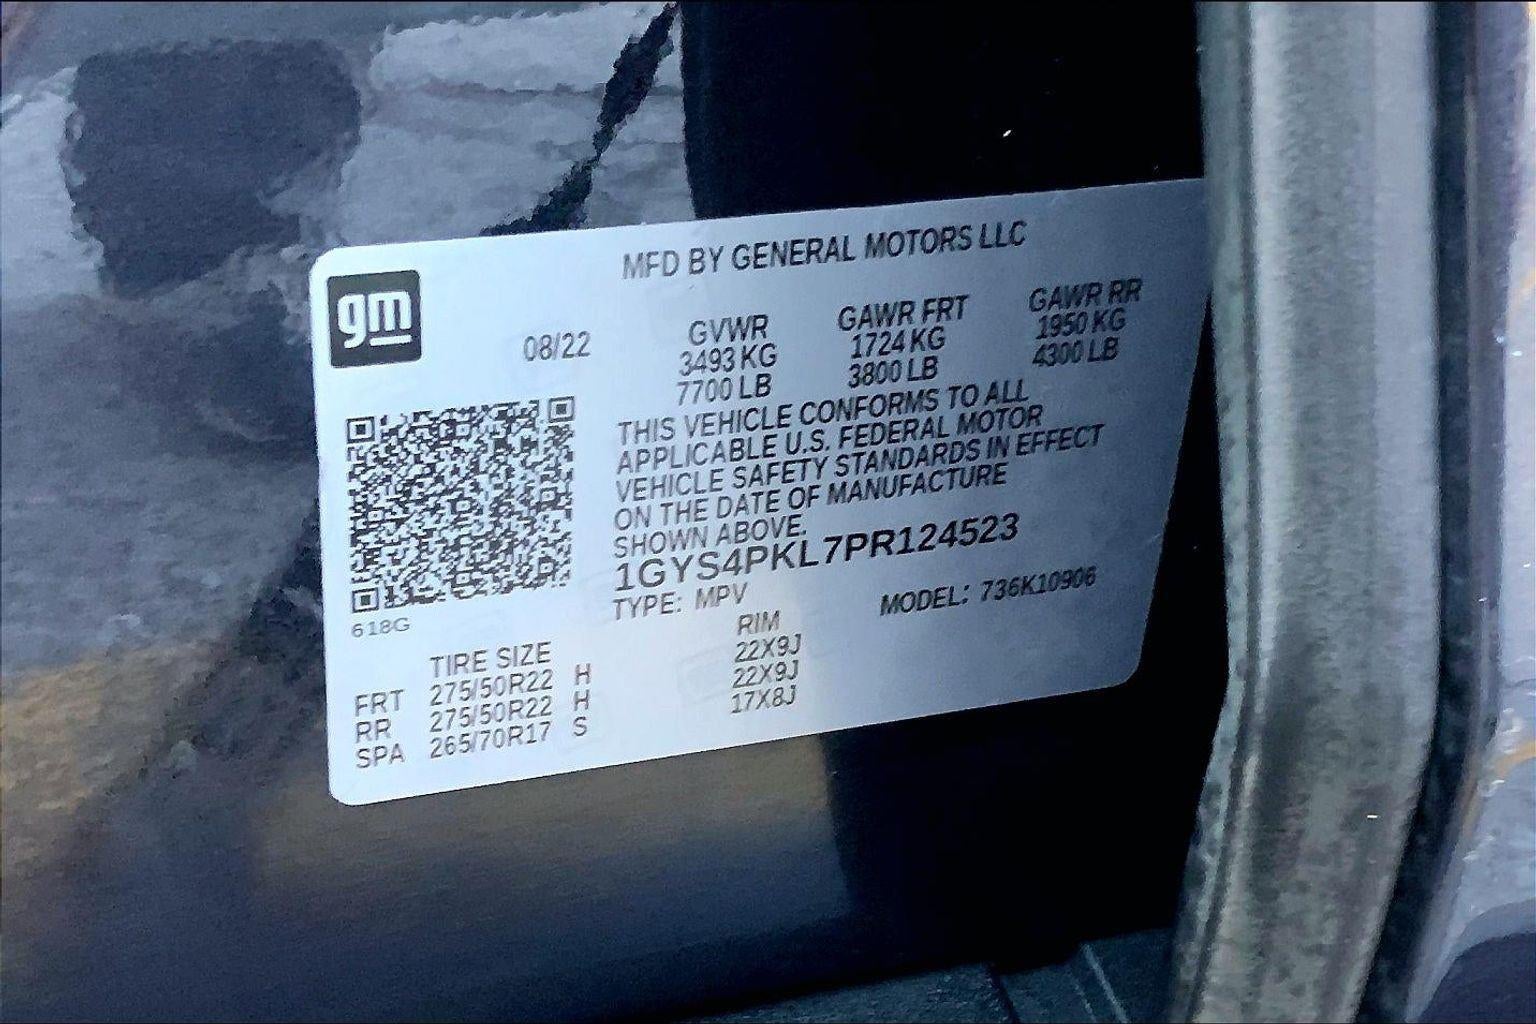 MFD BY GENERAL MOTORS LLC
gm
08/22
GVWR GAWR FRT GAWR RR
3493 KG 1724 KG 1950 KG
7700 LB 3800 LB 4300 LB
THIS VEHICLE CONFORMS TO ALL
APPLICABLE U.S. FEDERAL MOTOR
VEHICLE SAFETY STANDARDS IN EFFECT
ON THE DATE OF MANUFACTURE
SHOWN ABOVE.
1GYS4PKL7PR124523
TYPE: MPV MODEL: 736K10906
618G
TIRE SIZE RIM
FRT 275/50R22 H 22X9J
RR 275/50R22 H 22X9J
SPA 265/70R17 S 17X8J